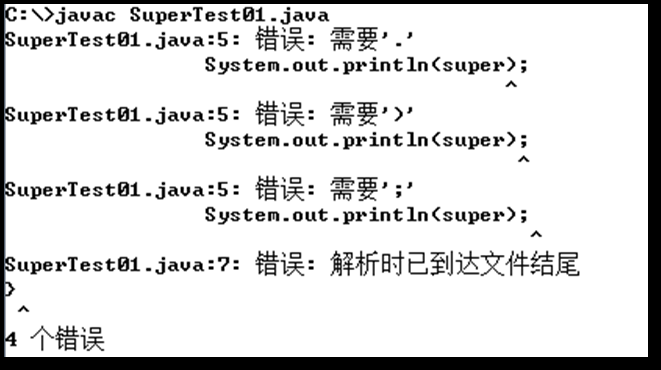 C:\>javac SuperTest01.java
SuperTest01.java:5: 错误: 需要'.'
                System.out.println(super);
                                        ^
SuperTest01.java:5: 错误: 需要')'
                System.out.println(super);
                                         ^
SuperTest01.java:5: 错误: 需要';'
                System.out.println(super);
                                          ^
SuperTest01.java:7: 错误: 解析时已到达文件结尾
}
 ^
4 个错误